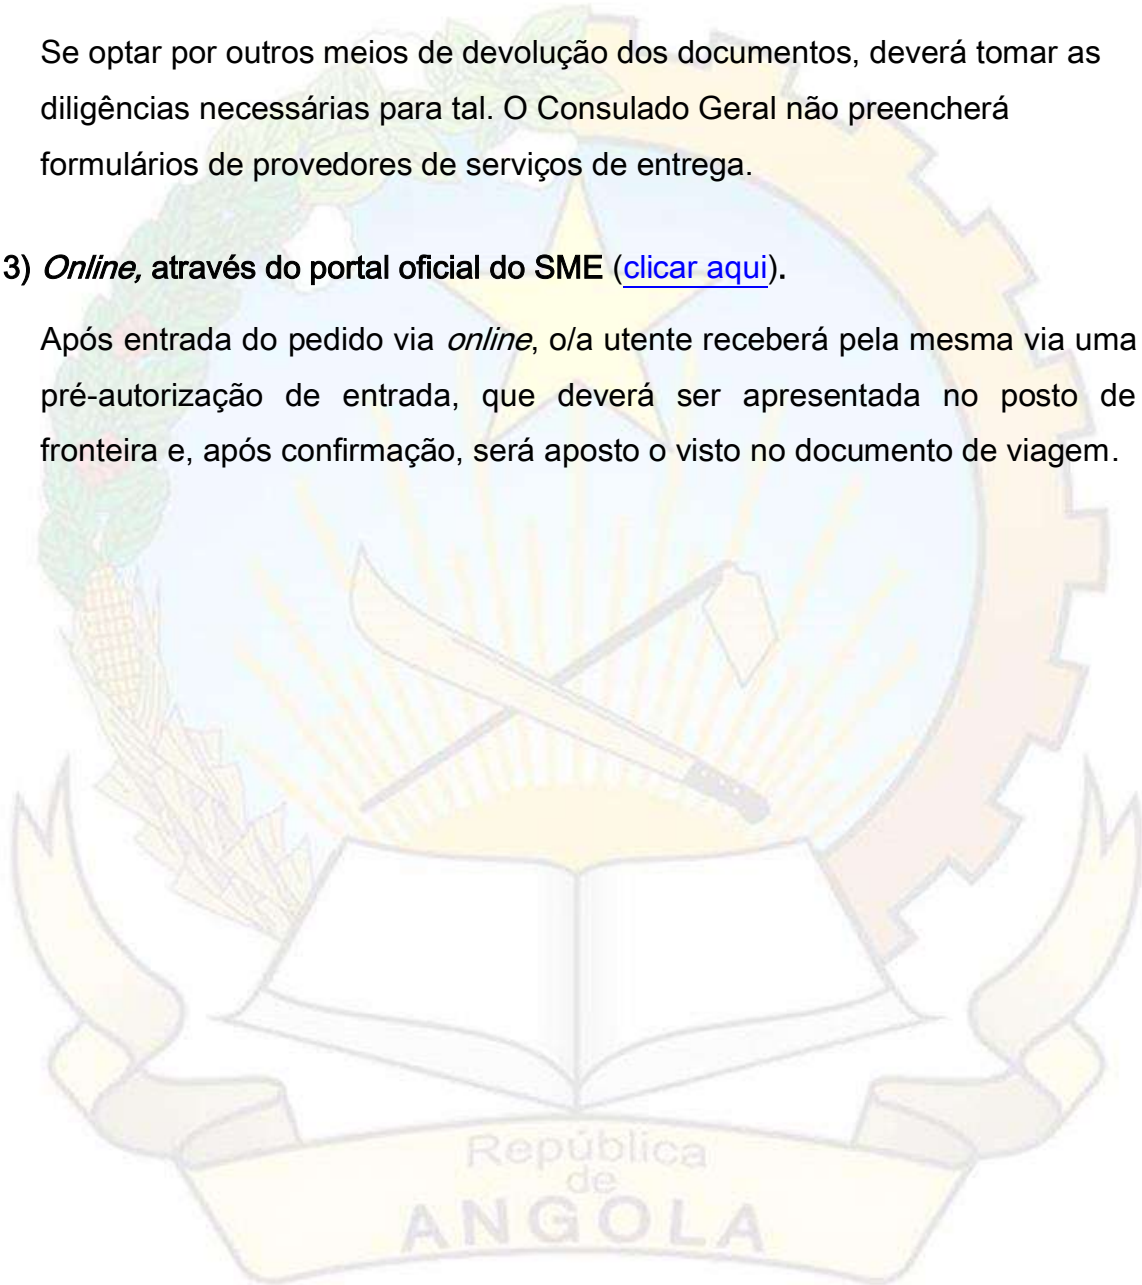 Se optar por outros meios de devolução dos documentos, deverá tomar as
diligências necessárias para tal. O Consulado Geral não preencherá
formulários de provedores de serviços de entrega.
3) Online, através do portal oficial do SME (clicar aqui).
Após entrada do pedido via online, o/a utente receberá pela mesma via uma
pré-autorização de entrada, que deverá ser apresentada no posto de
fronteira e, após confirmação, será aposto o visto no documento de viagem.
República
de
ANGOLA